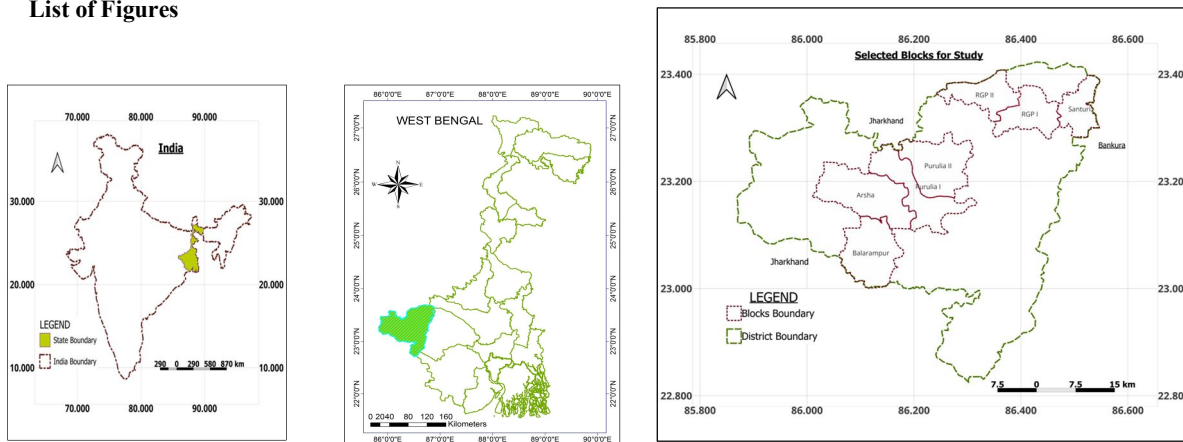 List of Figures
70.000 80.000 90.000
India
30.000 30.000
20.000 20.000
LEGEND
State Boundary
India Boundary
290 0 290 580 870 km
10.000 10.000
70.000 80.000 90.000
86°0'0"E 87°0'0"E 88°0'0"E 89°0'0"E 90°0'0"E
WEST BENGAL
N
W E
S
27°0'0"N 27°0'0"N
26°0'0"N 26°0'0"N
25°0'0"N 25°0'0"N
24°0'0"N 24°0'0"N
23°0'0"N 23°0'0"N
22°0'0"N 22°0'0"N
0 2040 80 120 160
Kilometers
86°0'0"E 87°0'0"E 88°0'0"E 89°0'0"E 90°0'0"E
85.800 86.000 86.200 86.400 86.600
Selected Blocks for Study
23.400 23.40
RGP II
RGP I
Santuri
Jharkhand
Bankura
Purulia II
23.200 23.20
Arsha
Purulia I
Balarampur
Jharkhand
23.000 23.00
LEGEND
Blocks Boundary
District Boundary
7.5 0 7.5 15 km
22.800 22.80
85.800 86.000 86.200 86.400 86.600